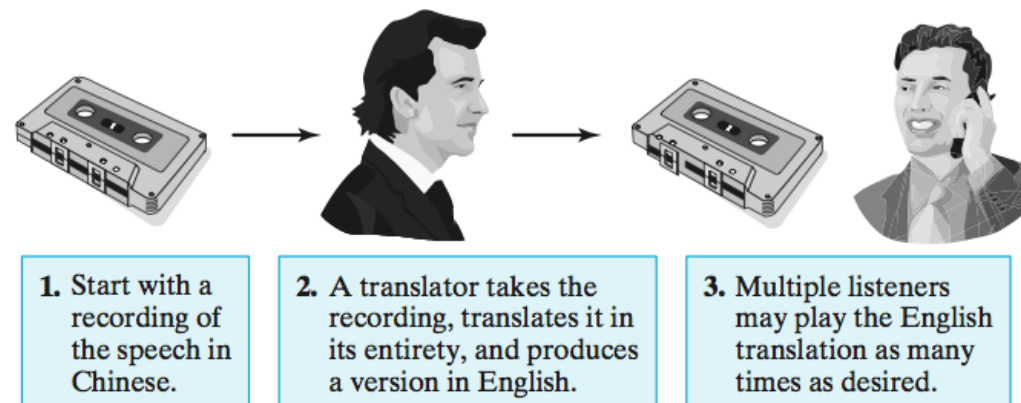 1. Start with a
recording of
the speech in
Chinese.
2. A translator takes the
recording, translates it in
its entirety, and produces
a version in English.
3. Multiple listeners
may play the English
translation as many
times as desired.